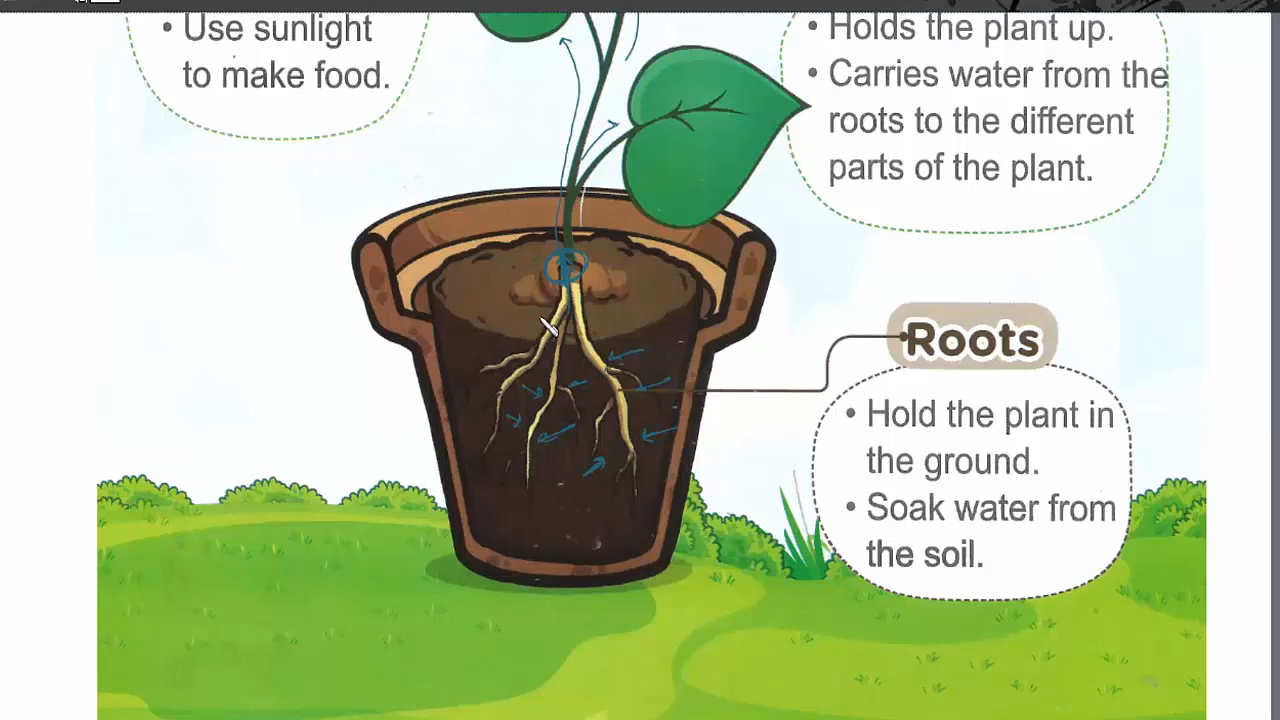 • Use sunlight
to make food.
• Holds the plant up.
• Carries water from the
roots to the different
parts of the plant.
Roots
• Hold the plant in
the ground.
• Soak water from
the soil.